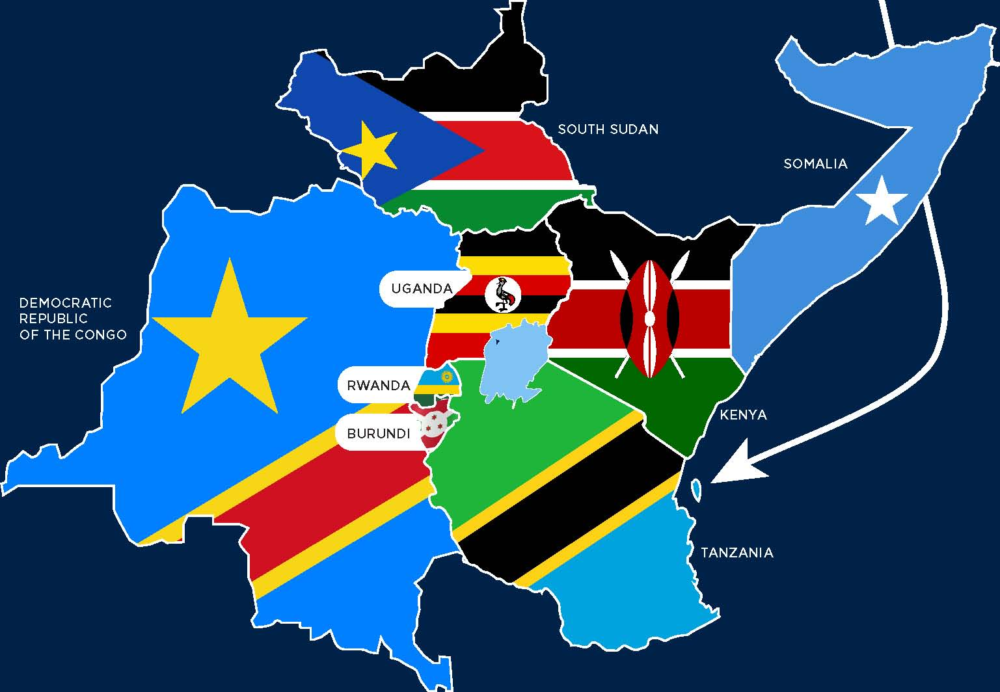 SOUTH SUDAN
SOMALIA
UGANDA
DEMOCRATIC
REPUBLIC
OF THE CONGO
RWANDA
KENYA
BURUNDI
TANZANIA